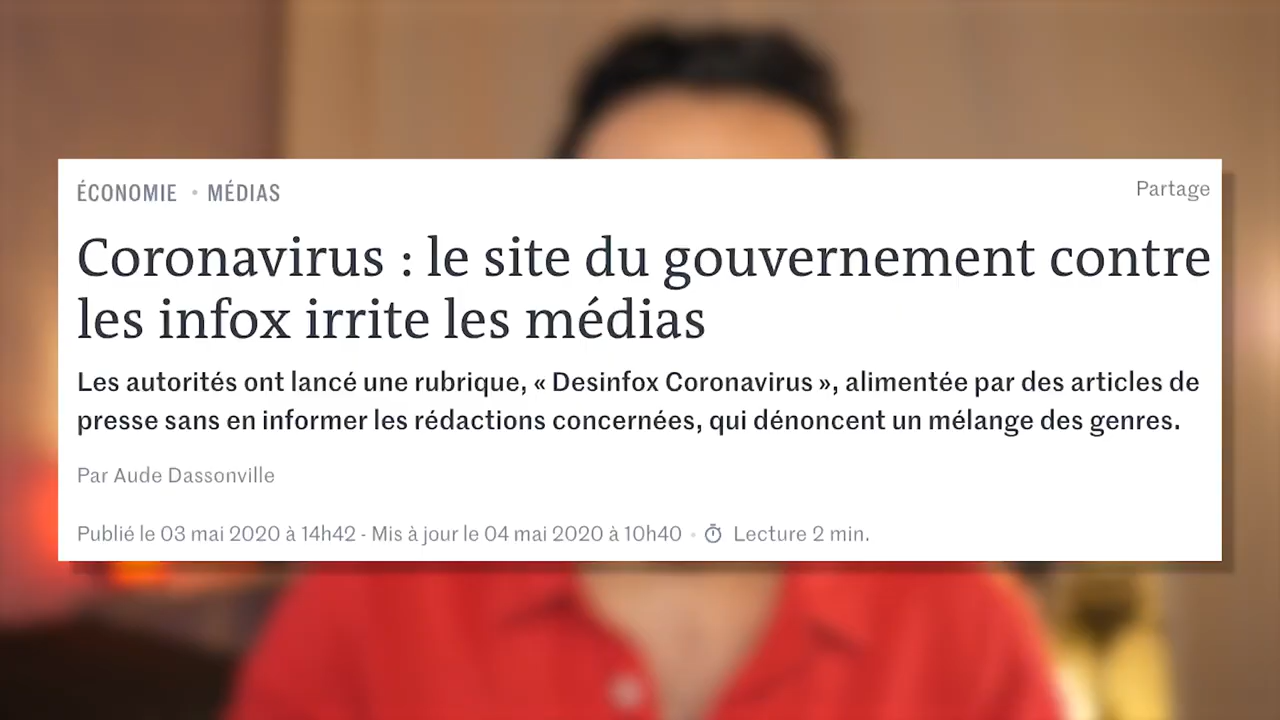 ÉCONOMIE • MÉDIAS
Partage
Coronavirus : le site du gouvernement contre
les infox irrite les médias
Les autorités ont lancé une rubrique, « Desinfox Coronavirus », alimentée par des articles de
presse sans en informer les rédactions concernées, qui dénoncent un mélange des genres.
Par Aude Dassonville
Publié le 03 mai 2020 à 14h42 - Mis à jour le 04 mai 2020 à 10h40 • Lecture 2 min.